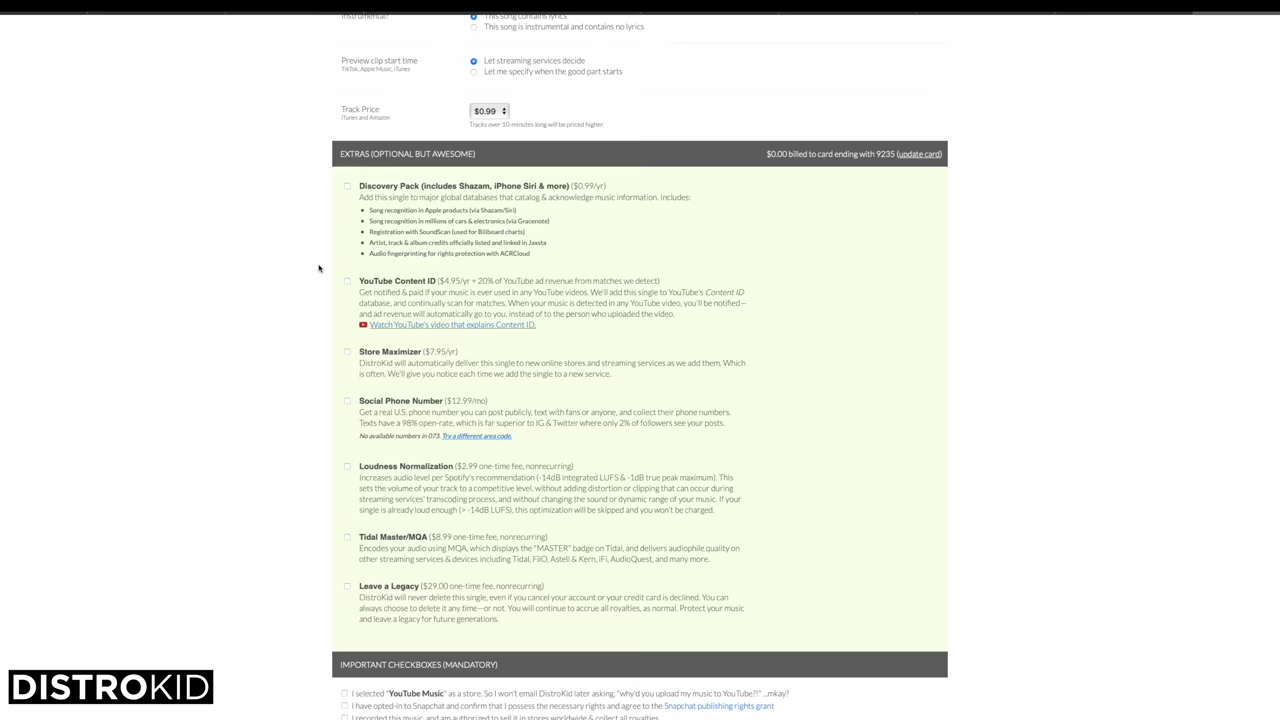 Instrumental?
This song contains lyrics
This song is instrumental and contains no lyrics
Preview clip start time
TikTok, Apple Music, iTunes
Let streaming services decide
Let me specify when the good part starts
Track Price
iTunes and Amazon
$0.99
Tracks over 10-minutes long will be priced higher.
EXTRAS (OPTIONAL BUT AWESOME)
$0.00 billed to card ending with 9235 (update card)
Discovery Pack (includes Shazam, iPhone Siri & more) ($0.99/yr)
Add this single to major global databases that catalog & acknowledge music information. Includes:
Song recognition in Apple products (via Shazam/Siri)
Song recognition in millions of cars & electronics (via Gracenote)
Registration with SoundScan (used for Billboard charts)
Artist, track & album credits officially listed and linked in Jaxsta
Audio fingerprinting for rights protection with ACRCloud
YouTube Content ID ($4.95/yr + 20% of YouTube ad revenue from matches we detect)
Get notified & paid if your music is ever used in any YouTube videos. We'll add this single to YouTube's Content ID
database, and continually scan for matches. When your music is detected in any YouTube video, you'll be notified—
and ad revenue will automatically go to you, instead of to the person who uploaded the video.
Watch YouTube's video that explains Content ID.
Store Maximizer ($7.95/yr)
DistroKid will automatically deliver this single to new online stores and streaming services as we add them. Which
is often. We'll give you notice each time we add the single to a new service.
Social Phone Number ($12.99/mo)
Get a real U.S. phone number you can post publicly, text with fans or anyone, and collect their phone numbers.
Texts have a 98% open-rate, which is far superior to IG & Twitter where only 2% of followers see your posts.
No available numbers in 073. Try a different area code.
Loudness Normalization ($2.99 one-time fee, nonrecurring)
Increases audio level per Spotify's recommendation (-14dB integrated LUFS & -1dB true peak maximum). This
sets the volume of your track to a competitive level, without adding distortion or clipping that can occur during
streaming services' transcoding process, and without changing the sound or dynamic range of your music. If your
single is already loud enough (> -14dB LUFS), this optimization will be skipped and you won't be charged.
Tidal Master/MQA ($8.99 one-time fee, nonrecurring)
Encodes your audio using MQA, which displays the "MASTER" badge on Tidal, and delivers audiophile quality on
other streaming services & devices including Tidal, FiiO, Astell & Kern, iFi, AudioQuest, and many more.
Leave a Legacy ($29.00 one-time fee, nonrecurring)
DistroKid will never delete this single, even if you cancel your account or your credit card is declined. You can
always choose to delete it any time—or not. You will continue to accrue all royalties, as normal. Protect your music
and leave a legacy for future generations.
IMPORTANT CHECKBOXES (MANDATORY)
I selected "YouTube Music" as a store. So I won't email DistroKid later asking, "why'd you upload my music to YouTube?!" ...mkay?
I have opted-in to Snapchat and confirm that I possess the necessary rights and agree to the Snapchat publishing rights grant
I recorded this music, and am authorized to sell it in stores worldwide & collect all royalties.
DISTROKID